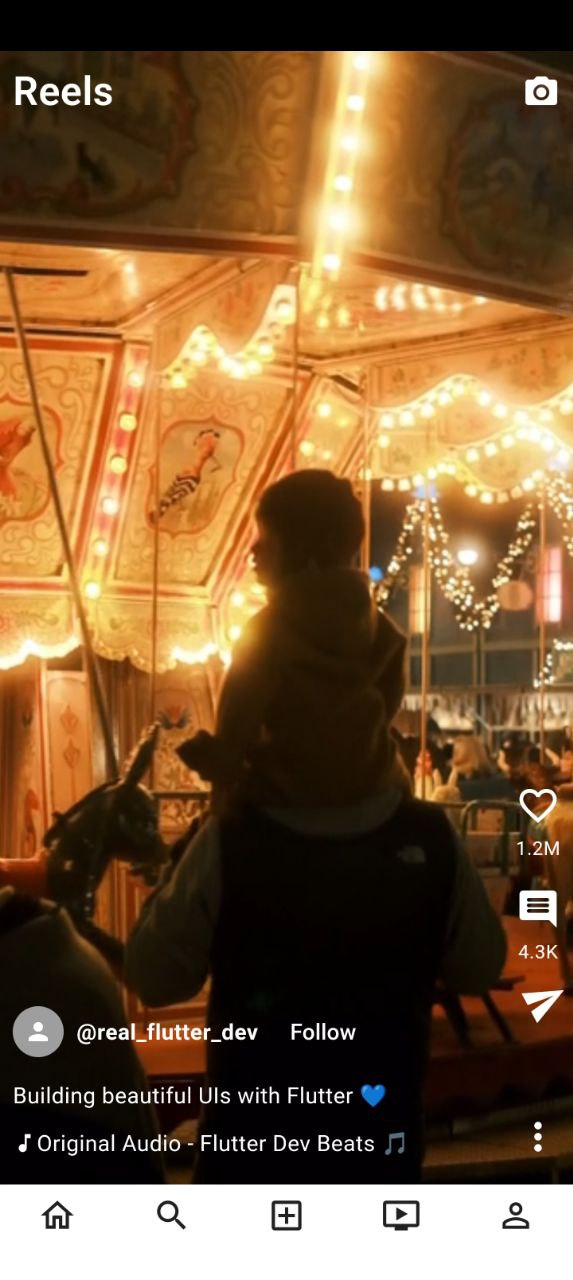 Reels
1.2M
4.3K
@real_flutter_dev Follow
Building beautiful UIs with Flutter 💙
Original Audio - Flutter Dev Beats 🎵